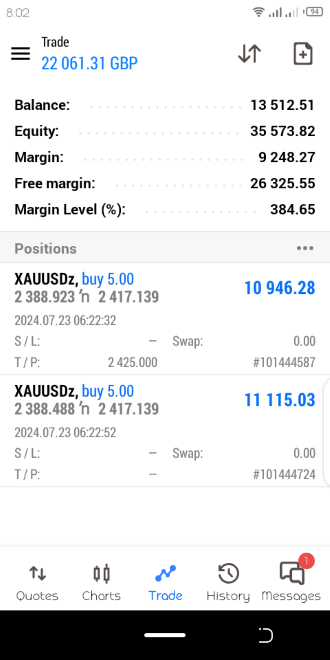 8:02
94
Trade
22 061.31 GBP
Balance: 13 512.51
Equity: 35 573.82
Margin: 9 248.27
Free margin: 26 325.55
Margin Level (%): 384.65
Positions
XAUUSDz, buy 5.00
2 388.923 2 417.139
10 946.28
2024.07.23 06:22:32
S / L: – Swap: 0.00
T / P: 2 425.000 #101444587
XAUUSDz, buy 5.00
2 388.488 2 417.139
11 115.03
2024.07.23 06:22:52
S / L: – Swap: 0.00
T / P: – #101444724
1
Quotes Charts Trade History Messages